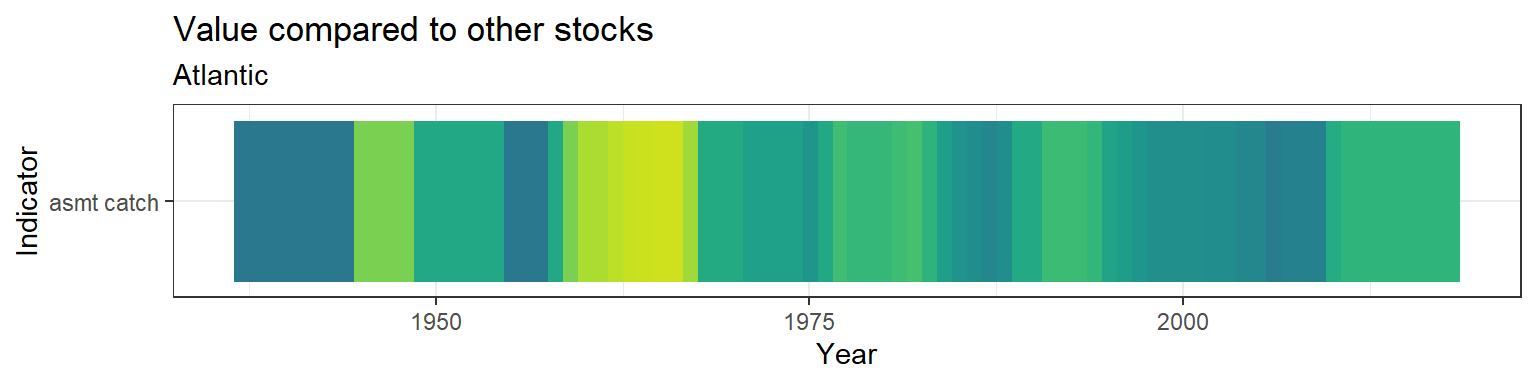 Value compared to other stocks
Atlantic
Indicator
asmt catch
1950 1975 2000
Year